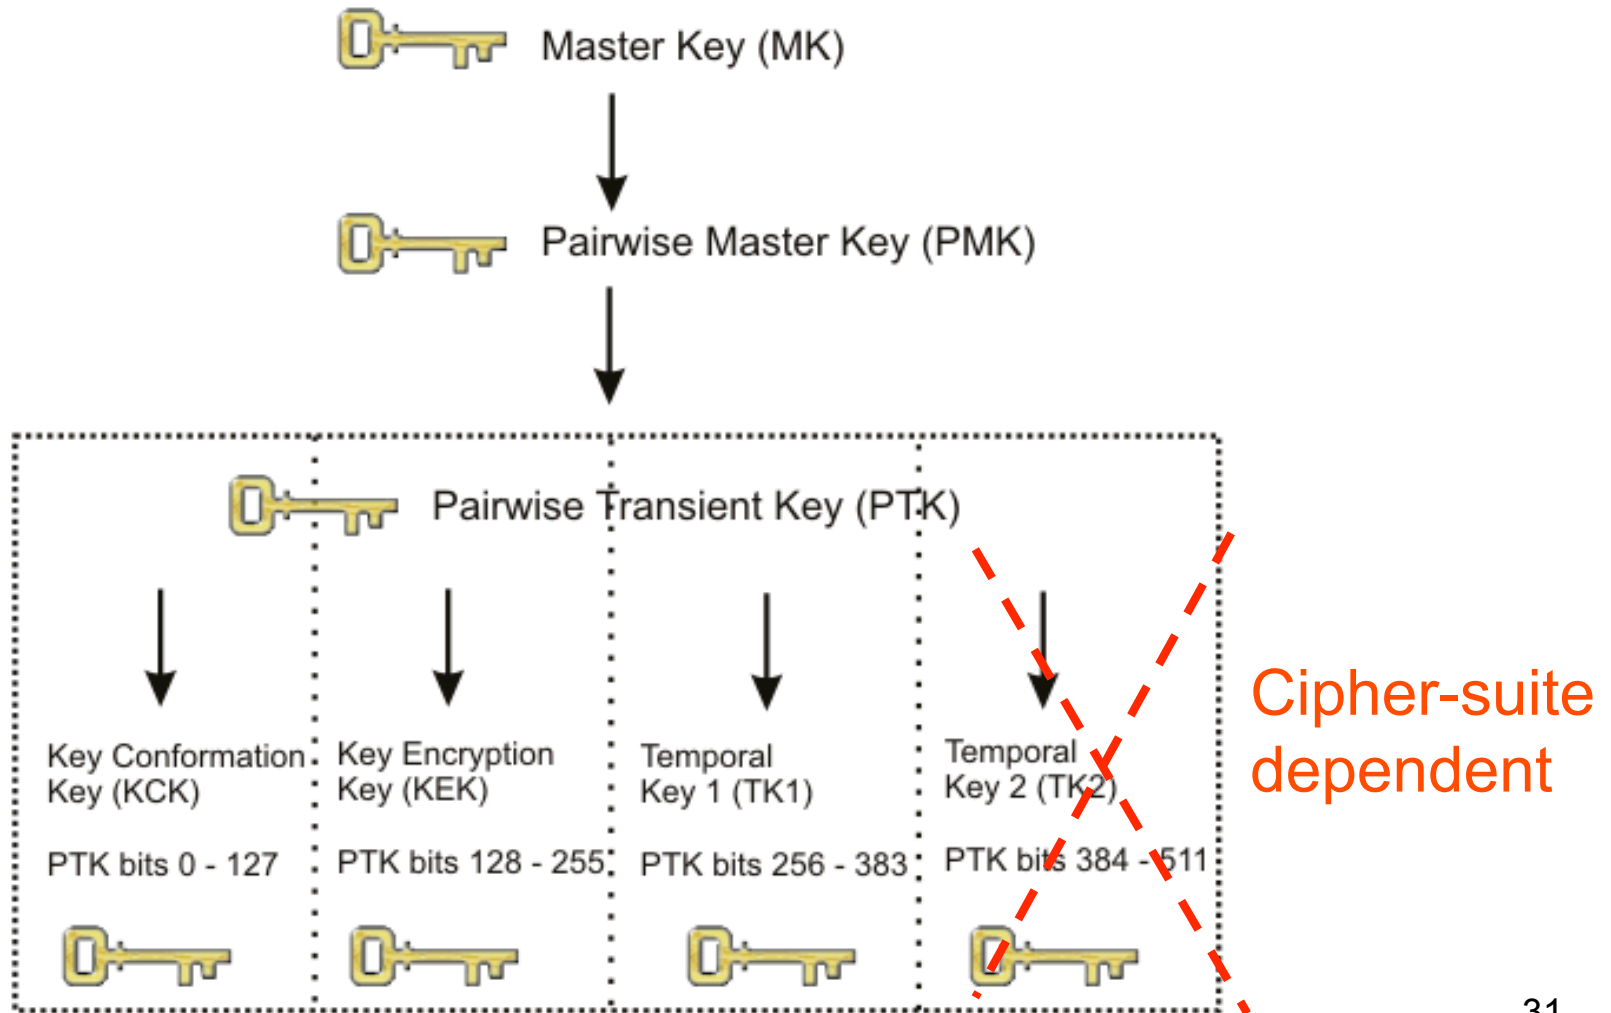 Master Key (MK)
Pairwise Master Key (PMK)
Pairwise Transient Key (PTK)
Key Conformation
Key (KCK)
PTK bits 0 - 127
Key Encryption
Key (KEK)
PTK bits 128 - 255
Temporal
Key 1 (TK1)
PTK bits 256 - 383
Temporal
Key 2 (TK2)
PTK bits 384 - 511
Cipher-suite
dependent
31